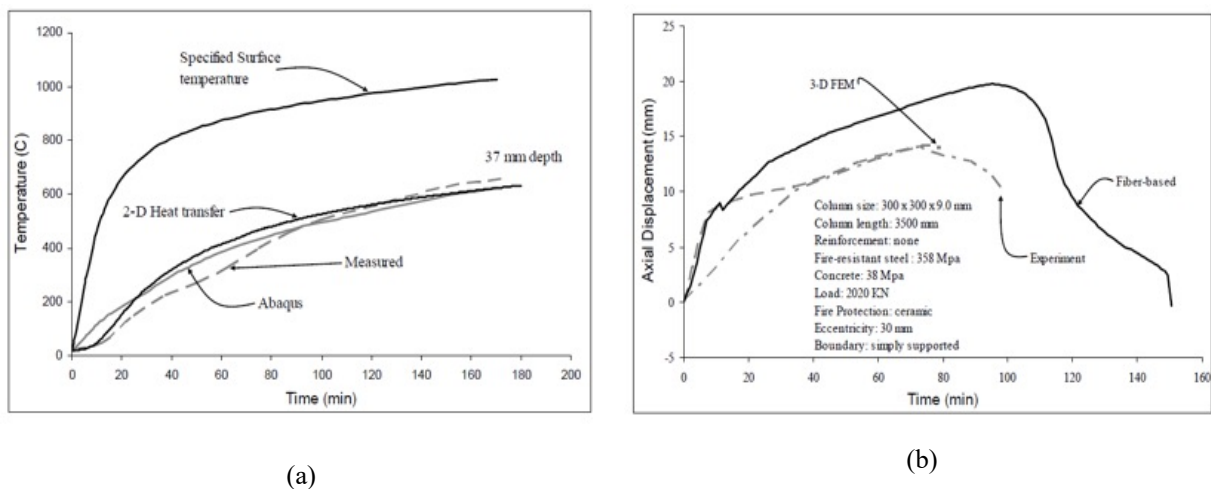 1200
1000
800
600
400
200
0
Temperature (C)
Specified Surface
temperature
37 mm depth
2-D Heat transfer
Measured
Abaqus
0 20 40 60 80 100 120 140 160 180 200
Time (min)
(a)
25
20
15
10
5
0
-5
Axial Displacement (mm)
3-D FEM
Fiber-based
Experiment
Column size: 300 x 300 x 9.0 mm
Column length: 3500 mm
Reinforcement: none
Fire-resistant steel : 358 Mpa
Concrete: 38 Mpa
Load: 2020 KN
Fire Protection: ceramic
Eccentricity: 30 mm
Boundary: simply supported
0 20 40 60 80 100 120 140 160
Time (min)
(b)